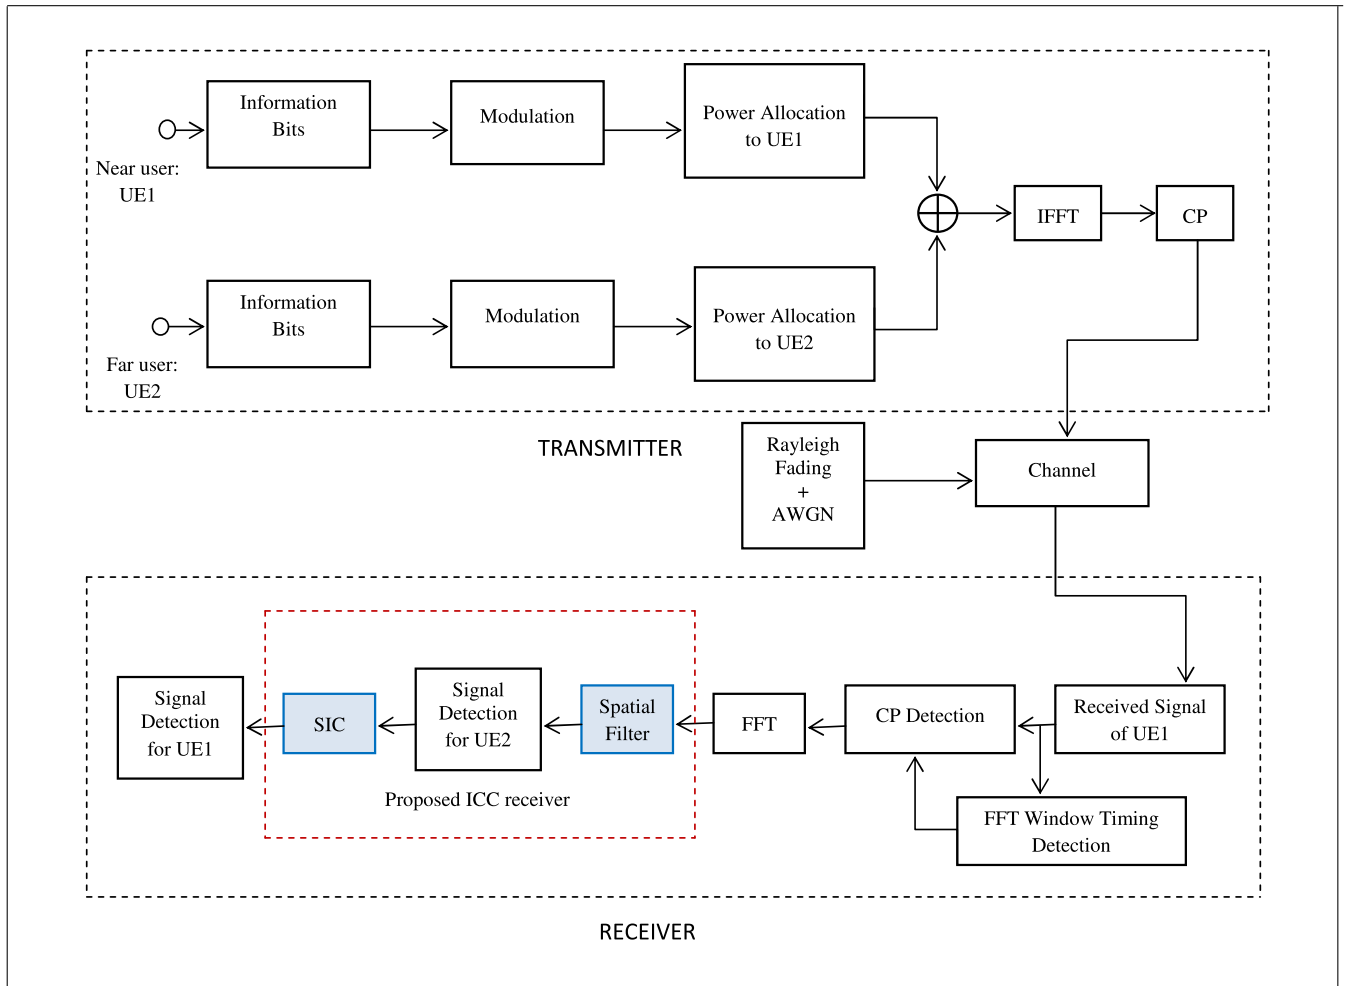 Information
Bits
Modulation
Power Allocation
to UE1
Near user:
UE1
IFFT
CP
Information
Bits
Modulation
Power Allocation
to UE2
Far user:
UE2
TRANSMITTER
Rayleigh
Fading
+
AWGN
Channel
Signal
Detection
for UE1
SIC
Signal
Detection
for UE2
Spatial
Filter
FFT
CP Detection
Received Signal
of UE1
Proposed ICC receiver
FFT Window Timing
Detection
RECEIVER